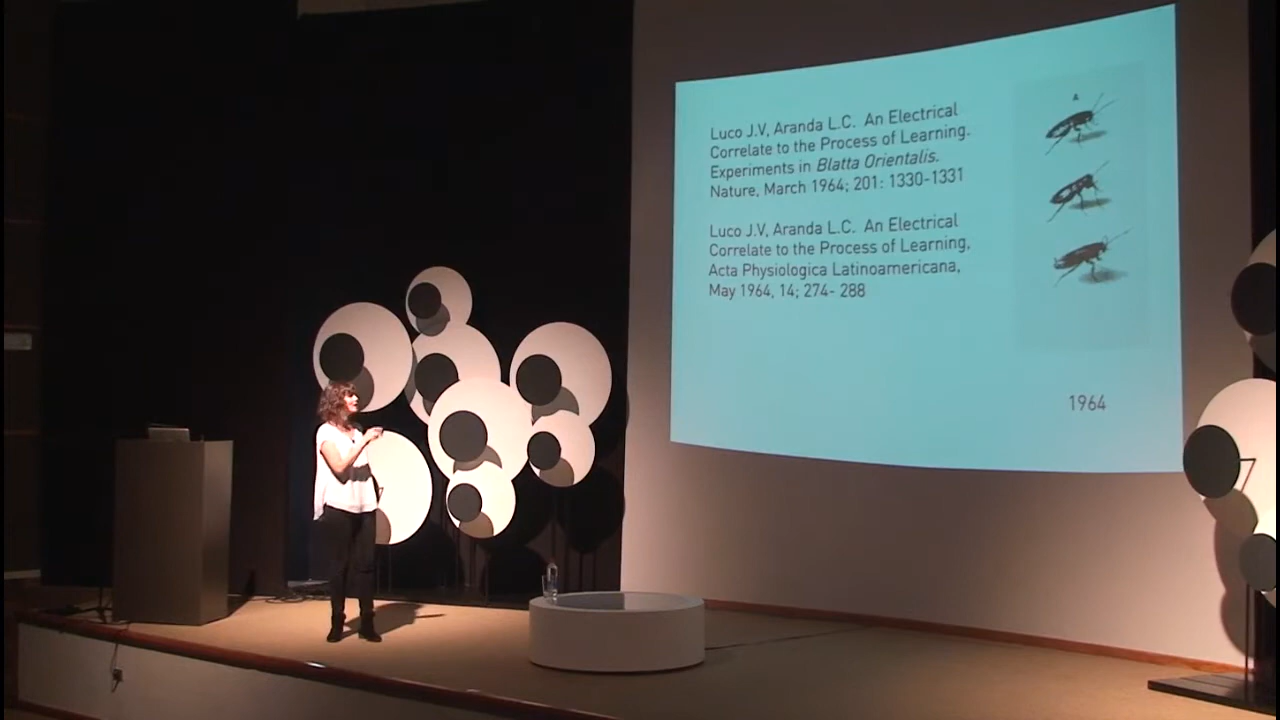 Luco J.V, Aranda L.C. An Electrical
Correlate to the Process of Learning.
Experiments in Blatta Orientalis.
Nature, March 1964; 201: 1330-1331
Luco J.V, Aranda L.C. An Electrical
Correlate to the Process of Learning,
Acta Physiologica Latinoamericana,
May 1964, 14; 274- 288
A
1964